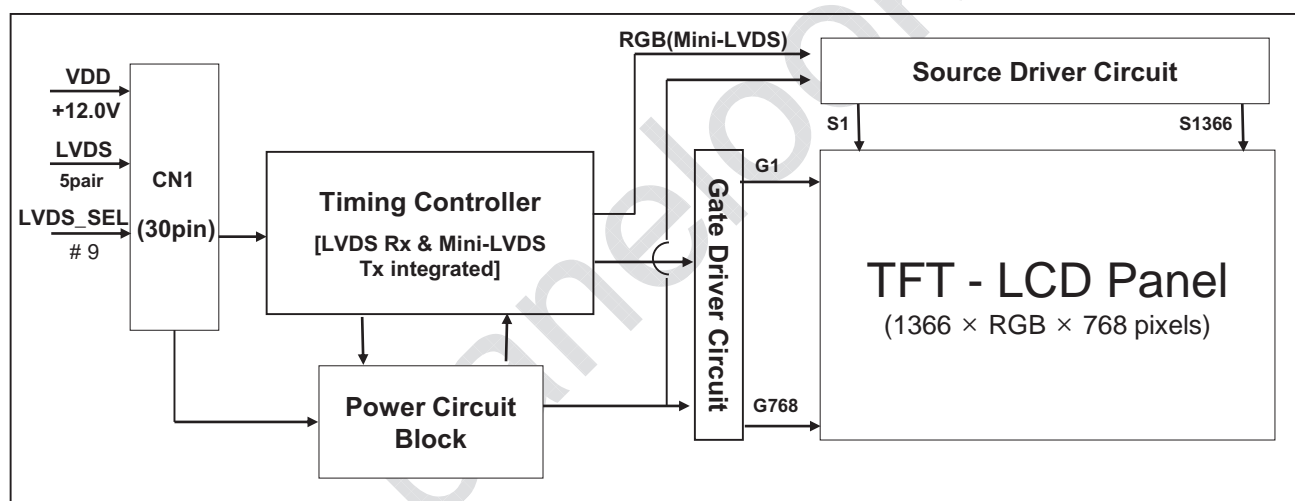 RGB(Mini-LVDS)
Source Driver Circuit
VDD
+12.0V
S1
S1366
LVDS
5pair
CN1
(30pin)
LVDS_SEL
# 9
Timing Controller
[LVDS Rx & Mini-LVDS
Tx integrated]
G1
Gate Driver Circuit
TFT - LCD Panel
(1366 × RGB × 768 pixels)
Power Circuit
Block
G768